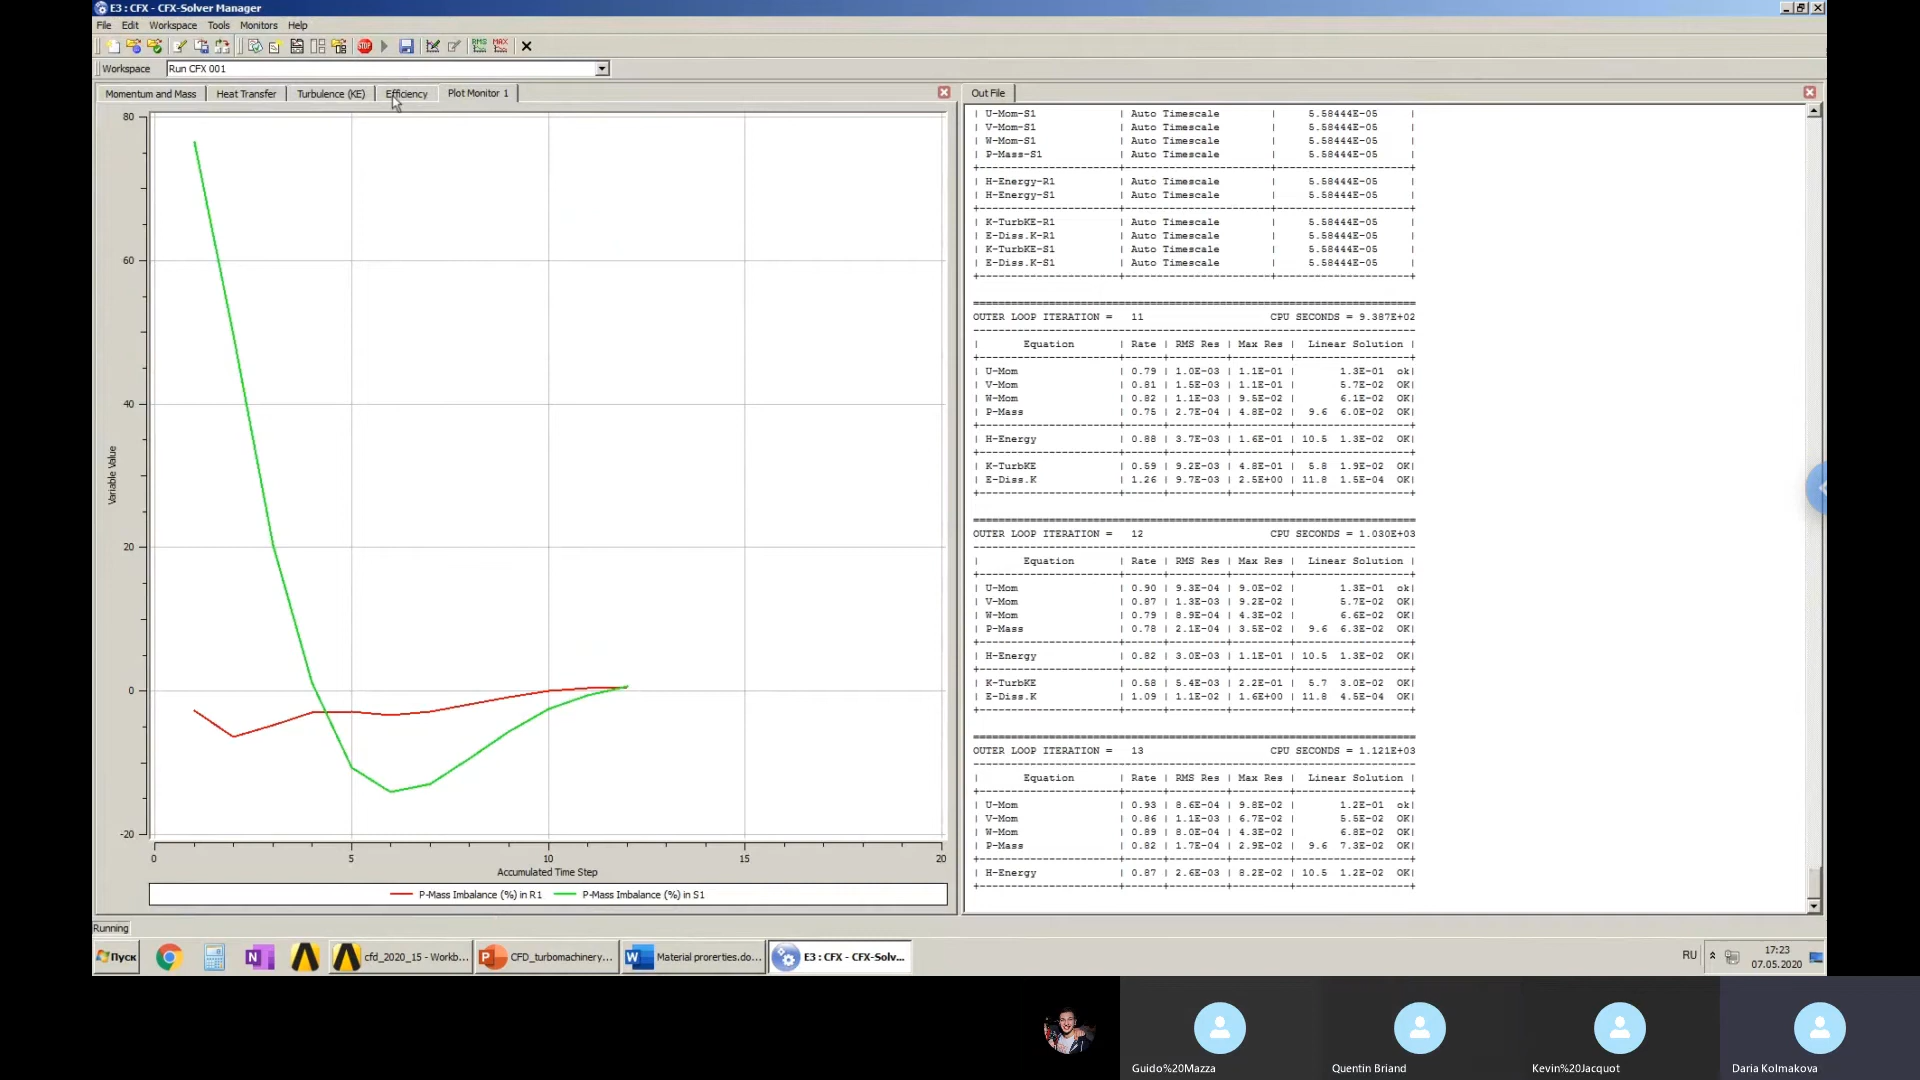 E3 : CFX - CFX-Solver Manager
File Edit Workspace Tools Monitors Help
STOP RMS MAX
Workspace Run CFX 001
Momentum and Mass Heat Transfer Turbulence (KE) Efficiency Plot Monitor 1
80
60
40
20
0
-20
Variable Value
0 5 10 15 20
Accumulated Time Step
P-Mass Imbalance (%) in R1 P-Mass Imbalance (%) in S1
Out File
| U-Mom-S1 | Auto Timescale | 5.58444E-05 |
| V-Mom-S1 | Auto Timescale | 5.58444E-05 |
| W-Mom-S1 | Auto Timescale | 5.58444E-05 |
| P-Mass-S1 | Auto Timescale | 5.58444E-05 |
| H-Energy-R1 | Auto Timescale | 5.58444E-05 |
| H-Energy-S1 | Auto Timescale | 5.58444E-05 |
| K-TurbKE-R1 | Auto Timescale | 5.58444E-05 |
| E-Diss.K-R1 | Auto Timescale | 5.58444E-05 |
| K-TurbKE-S1 | Auto Timescale | 5.58444E-05 |
| E-Diss.K-S1 | Auto Timescale | 5.58444E-05 |
OUTER LOOP ITERATION = 11 CPU SECONDS = 9.387E+02
| Equation | Rate | RMS Res | Max Res | Linear Solution |
| U-Mom | 0.79 | 1.0E-03 | 1.1E-01 | 1.3E-01 ok|
| V-Mom | 0.81 | 1.5E-03 | 1.1E-01 | 5.7E-02 OK|
| W-Mom | 0.82 | 1.1E-03 | 9.5E-02 | 6.1E-02 OK|
| P-Mass | 0.75 | 2.7E-04 | 4.8E-02 | 9.6 6.0E-02 OK|
| H-Energy | 0.88 | 3.7E-03 | 1.6E-01 | 10.5 1.3E-02 OK|
| K-TurbKE | 0.59 | 9.2E-03 | 4.8E-01 | 5.8 1.9E-02 OK|
| E-Diss.K | 1.26 | 9.7E-03 | 2.5E+00 | 11.8 1.5E-04 OK|
OUTER LOOP ITERATION = 12 CPU SECONDS = 1.030E+03
| Equation | Rate | RMS Res | Max Res | Linear Solution |
| U-Mom | 0.90 | 9.3E-04 | 9.0E-02 | 1.3E-01 ok|
| V-Mom | 0.87 | 1.3E-03 | 9.2E-02 | 5.7E-02 OK|
| W-Mom | 0.79 | 8.9E-04 | 4.3E-02 | 6.6E-02 OK|
| P-Mass | 0.78 | 2.1E-04 | 3.5E-02 | 9.6 6.3E-02 OK|
| H-Energy | 0.82 | 3.0E-03 | 1.1E-01 | 10.5 1.3E-02 OK|
| K-TurbKE | 0.58 | 5.4E-03 | 2.2E-01 | 5.7 3.0E-02 OK|
| E-Diss.K | 1.09 | 1.1E-02 | 1.6E+00 | 11.8 4.5E-04 OK|
OUTER LOOP ITERATION = 13 CPU SECONDS = 1.121E+03
| Equation | Rate | RMS Res | Max Res | Linear Solution |
| U-Mom | 0.93 | 8.6E-04 | 9.8E-02 | 1.2E-01 ok|
| V-Mom | 0.86 | 1.1E-03 | 6.7E-02 | 5.5E-02 OK|
| W-Mom | 0.89 | 8.0E-04 | 4.3E-02 | 6.8E-02 OK|
| P-Mass | 0.82 | 1.7E-04 | 2.9E-02 | 9.6 7.3E-02 OK|
| H-Energy | 0.87 | 2.6E-03 | 8.2E-02 | 10.5 1.2E-02 OK|
Running
Пуск cfd_2020_15 - Workb... CFD_turbomachinery... Material prorerties.do... E3 : CFX - CFX-Solv... RU 17:23
07.05.2020
Guido%20Mazza Quentin Briand Kevin%20Jacquot Daria Kolmakova